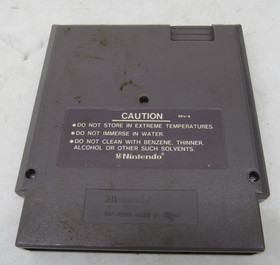 CAUTION REV-A
●DO NOT STORE IN EXTREME TEMPERATURES.
●DO NOT IMMERSE IN WATER.
●DO NOT CLEAN WITH BENZENE, THINNER,
ALCOHOL OR OTHER SUCH SOLVENTS.
Nintendo®
Nintendo